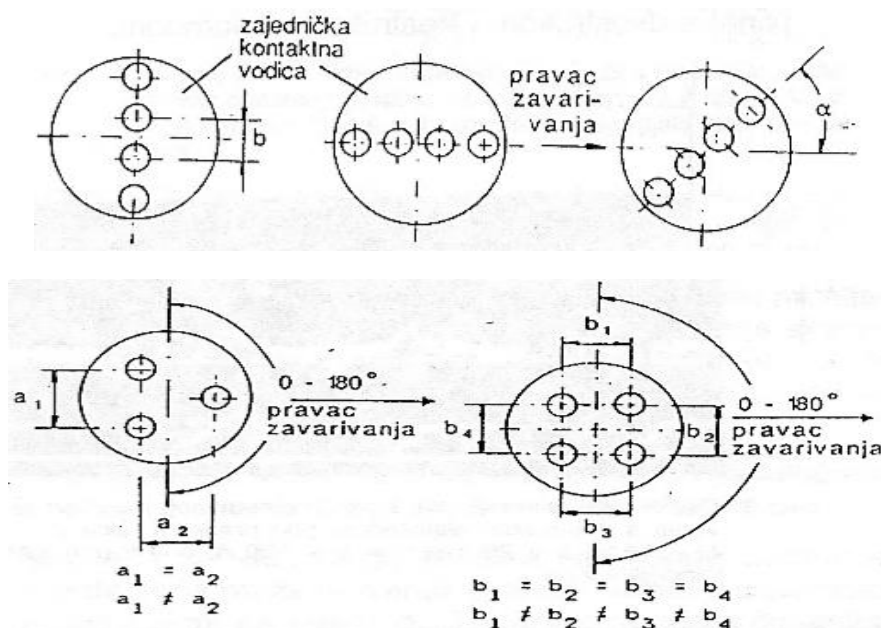 zajednička
kontaktna
vodica
b
pravac
zavari-
vanja
α
a1
0 - 180°
pravac
zavarivanja
a2
a1 = a2
a1 ≠ a2
b1
b4
b2
0 - 180°
pravac
zavarivanja
b3
b1 = b2 = b3 = b4
b1 ≠ b2 ≠ b3 ≠ b4